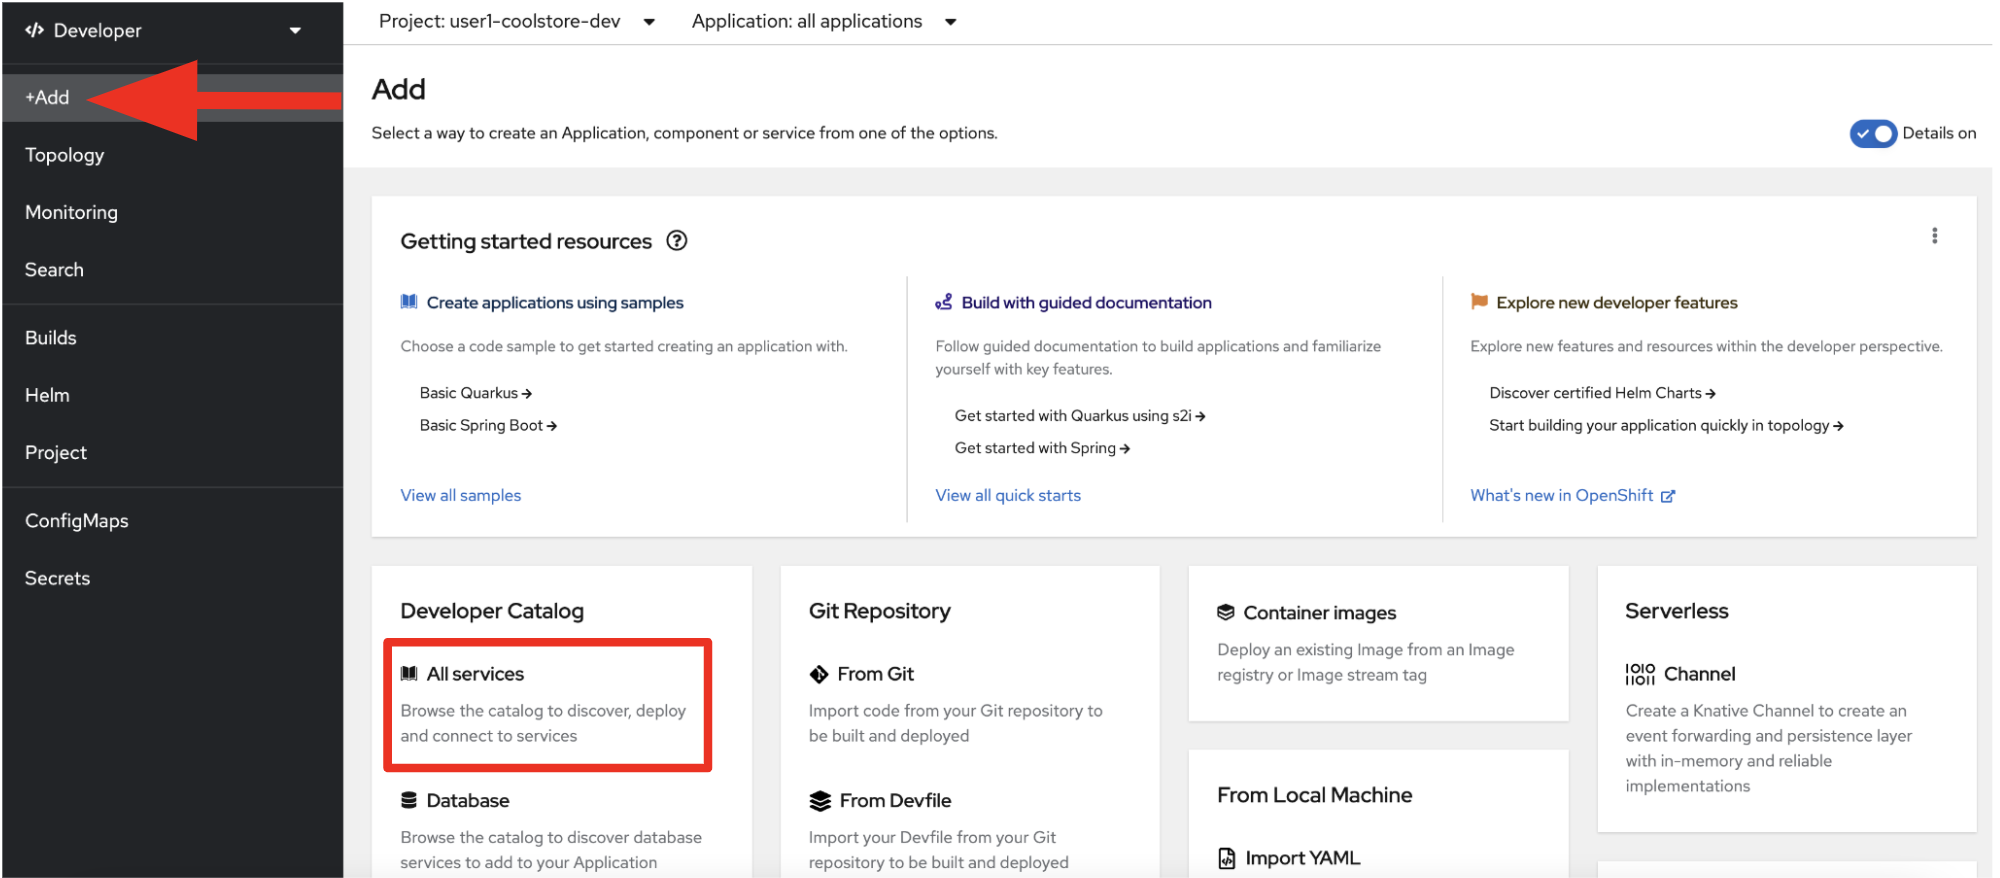 Developer
+Add
Topology
Monitoring
Search
Builds
Helm
Project
ConfigMaps
Secrets
Project: user1-coolstore-dev
Application: all applications
Add
Select a way to create an Application, component or service from one of the options.
Details on
Getting started resources
Create applications using samples
Choose a code sample to get started creating an application with.
Basic Quarkus
Basic Spring Boot
View all samples
Build with guided documentation
Follow guided documentation to build applications and familiarize
yourself with key features.
Get started with Quarkus using s2i
Get started with Spring
View all quick starts
Explore new developer features
Explore new features and resources within the developer perspective.
Discover certified Helm Charts
Start building your application quickly in topology
What's new in OpenShift
Developer Catalog
All services
Browse the catalog to discover, deploy
and connect to services
Database
Browse the catalog to discover database
services to add to your Application
Git Repository
From Git
Import code from your Git repository to
be built and deployed
From Devfile
Import your Devfile from your Git
repository to be built and deployed
Container images
Deploy an existing Image from an Image
registry or Image stream tag
From Local Machine
Import YAML
Serverless
Channel
Create a Knative Channel to create an
event forwarding and persistence layer
with in-memory and reliable
implementations